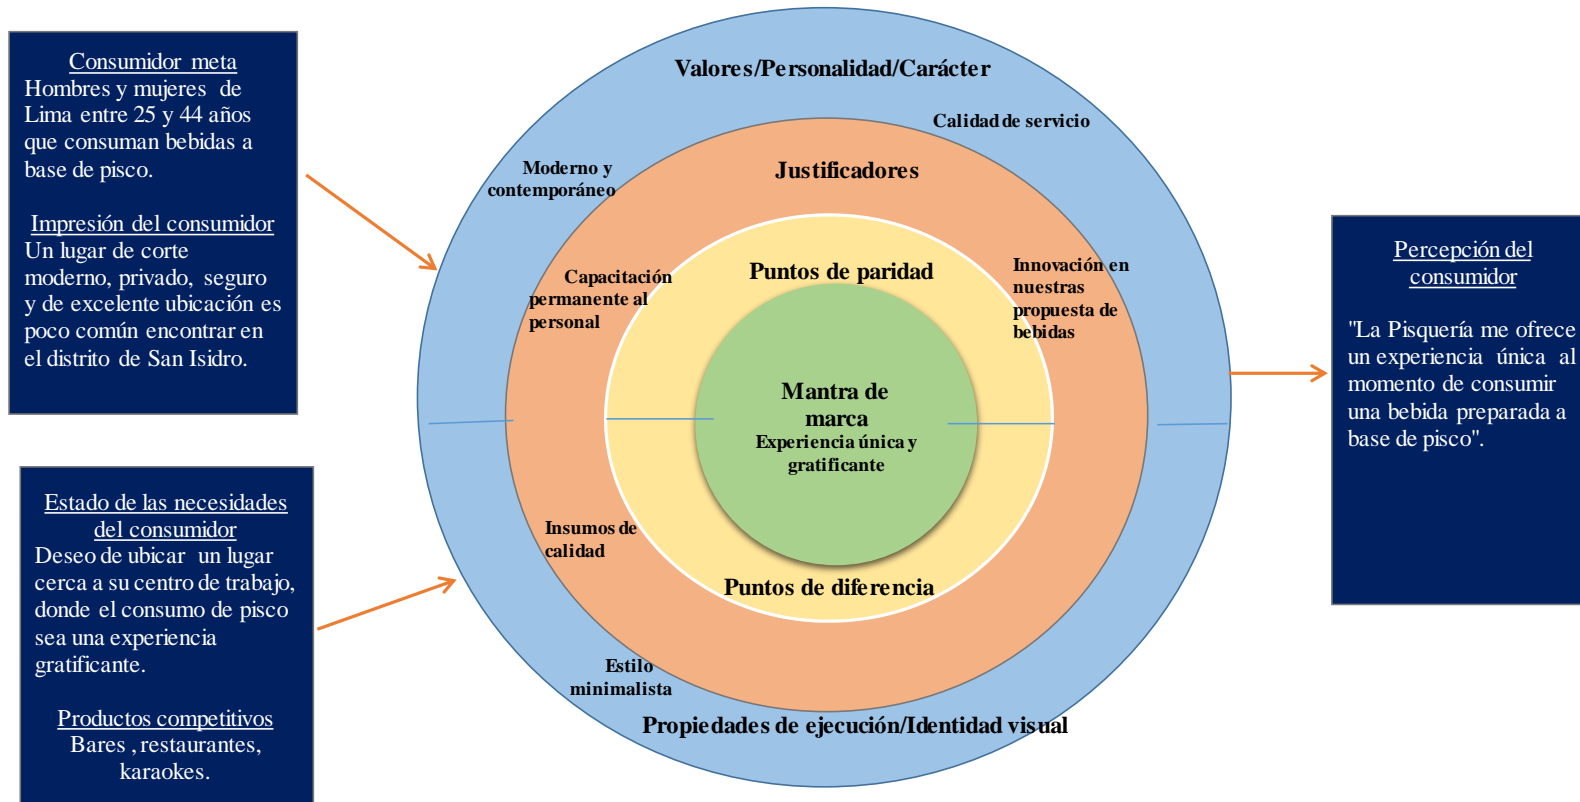 Consumidor meta
Hombres y mujeres de
Lima entre 25 y 44 años
que consuman bebidas a
base de pisco.
Impresión del consumidor
Un lugar de corte
moderno, privado, seguro
y de excelente ubicación es
poco común encontrar en
el distrito de San Isidro.
Estado de las necesidades
del consumidor
Deseo de ubicar un lugar
cerca a su centro de trabajo,
donde el consumo de pisco
sea una experiencia
gratificante.
Productos competitivos
Bares , restaurantes,
karaokes.
Valores/Personalidad/Carácter
Calidad de servicio
Moderno y
contemporáneo
Justificadores
Capacitación
permanente al
personal
Puntos de paridad
Innovación en
nuestras
propuesta de
bebidas
Mantra de
marca
Experiencia única y
gratificante
Insumos de
calidad
Puntos de diferencia
Estilo
minimalista
Propiedades de ejecución/Identidad visual
Percepción del
consumidor
"La Pisquería me ofrece
un experiencia única al
momento de consumir
una bebida preparada a
base de pisco".